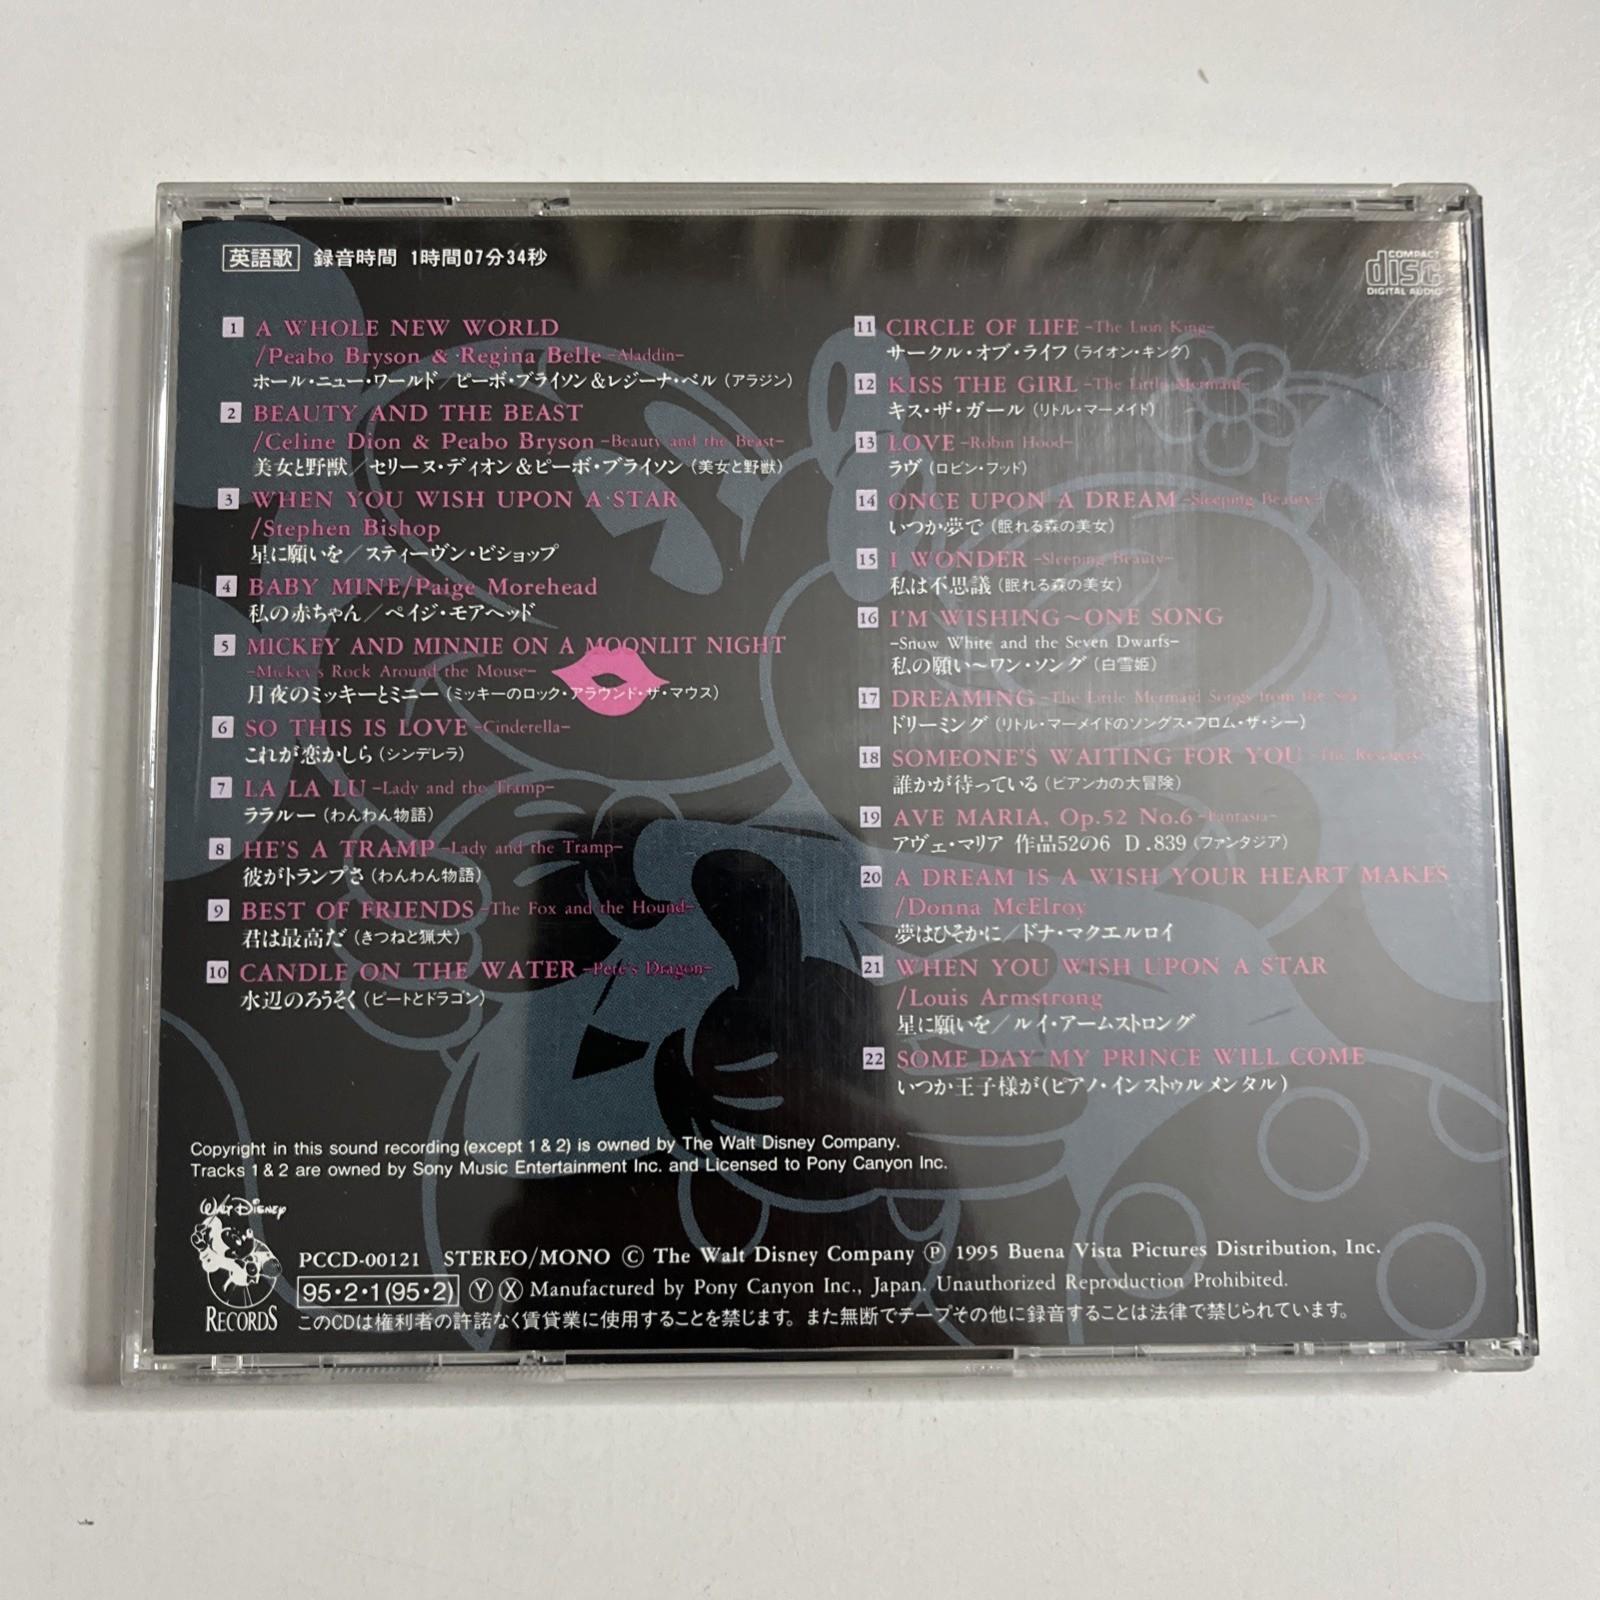 英語歌 録音時間 1時間07分34秒
COMPACT
disc
DIGITAL AUDIO
1 A WHOLE NEW WORLD
/Peabo Bryson & Regina Belle -Aladdin-
ホール・ニュー・ワールド/ピーボ・ブライソン&レジーナ・ベル (アラジン)
2 BEAUTY AND THE BEAST
/Celine Dion & Peabo Bryson -Beauty and the Beast-
美女と野獣/セリーヌ・ディオン&ピーボ・ブライソン (美女と野獣)
3 WHEN YOU WISH UPON A STAR
/Stephen Bishop
星に願いを/スティーヴン・ビショップ
4 BABY MINE/Paige Morehead
私の赤ちゃん/ペイジ・モアヘッド
5 MICKEY AND MINNIE ON A MOONLIT NIGHT
-Mickey's Rock Around the Mouse-
月夜のミッキーとミニー (ミッキーのロック・アラウンド・ザ・マウス)
6 SO THIS IS LOVE -Cinderella-
これが恋かしら (シンデレラ)
7 LA LA LU -Lady and the Tramp-
ララルー (わんわん物語)
8 HE'S A TRAMP -Lady and the Tramp-
彼がトランプさ (わんわん物語)
9 BEST OF FRIENDS -The Fox and the Hound-
君は最高だ (きつねと猟犬)
10 CANDLE ON THE WATER -Pete's Dragon-
水辺のろうそく (ピートとドラゴン)
11 CIRCLE OF LIFE -The Lion King-
サークル・オブ・ライフ (ライオン・キング)
12 KISS THE GIRL -The Little Mermaid-
キス・ザ・ガール (リトル・マーメイド)
13 LOVE -Robin Hood-
ラヴ (ロビン・フッド)
14 ONCE UPON A DREAM -Sleeping Beauty-
いつか夢で (眠れる森の美女)
15 I WONDER -Sleeping Beauty-
私は不思議 (眠れる森の美女)
16 I'M WISHING~ONE SONG
-Snow White and the Seven Dwarfs-
私の願い~ワン・ソング (白雪姫)
17 DREAMING -The Little Mermaid Songs from the Sea-
ドリーミング (リトル・マーメイドのソングス・フロム・ザ・シー)
18 SOMEONE'S WAITING FOR YOU -The Rescuers-
誰かが待っている (ビアンカの大冒険)
19 AVE MARIA, Op.52 No.6 -Fantasia-
アヴェ・マリア 作品52の6 D.839 (ファンタジア)
20 A DREAM IS A WISH YOUR HEART MAKES
/Donna McElroy
夢はひそかに/ドナ・マクエルロイ
21 WHEN YOU WISH UPON A STAR
/Louis Armstrong
星に願いを/ルイ・アームストロング
22 SOME DAY MY PRINCE WILL COME
いつか王子様が(ピアノ・インストゥルメンタル)
Copyright in this sound recording (except 1 & 2) is owned by The Walt Disney Company.
Tracks 1 & 2 are owned by Sony Music Entertainment Inc. and Licensed to Pony Canyon Inc.
WALT DISNEY
RECORDS
PCCD-00121 STEREO/MONO Ⓒ The Walt Disney Company Ⓟ 1995 Buena Vista Pictures Distribution, Inc.
95・2・1(95・2) Ⓨ Ⓧ Manufactured by Pony Canyon Inc., Japan. Unauthorized Reproduction Prohibited.
このCDは権利者の許諾なく賃貸業に使用することを禁じます。また無断でテープその他に録音することは法律で禁じられています。